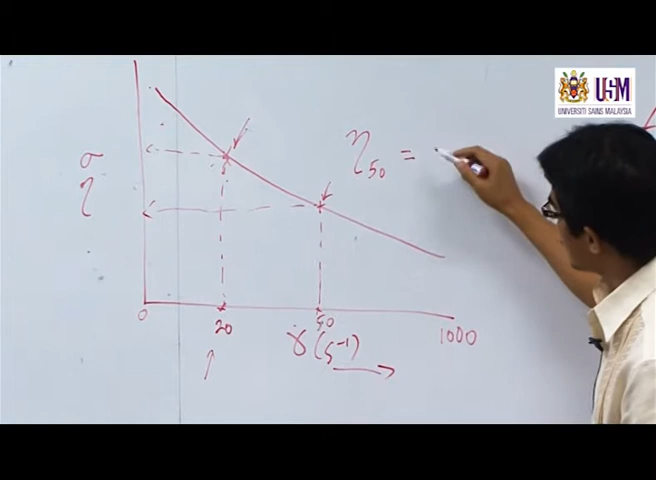 USM
UNIVERSITI SAINS MALAYSIA
η₅₀ =
σ
η
0
20
50
1000
γ̇ (s⁻¹)